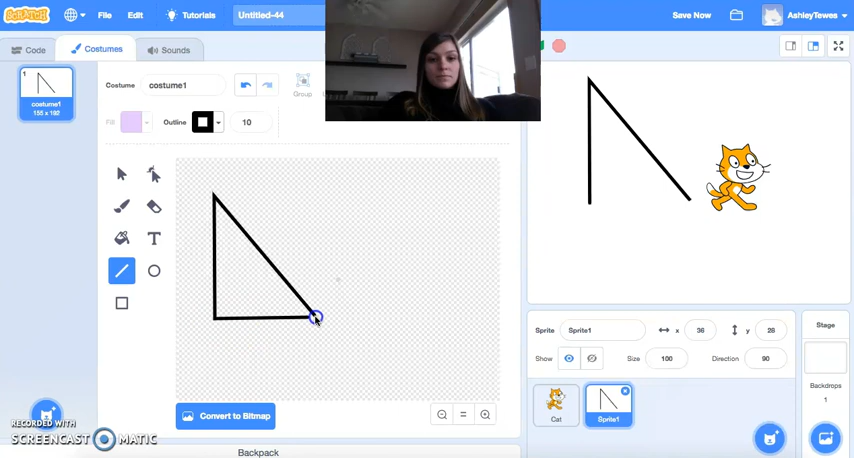 SCRATCH
File
Edit
Tutorials
Untitled-44
Save Now
AshleyTewes
Code
Costumes
Sounds
1
costume1
155 x 192
Costume
costume1
Group
Fill
Outline
10
T
Convert to Bitmap
Backpack
Sprite
Sprite1
x
36
y
28
Show
Size
100
Direction
90
Cat
Sprite1
Stage
Backdrops
1
RECORDED WITH
SCREENCAST MATIC